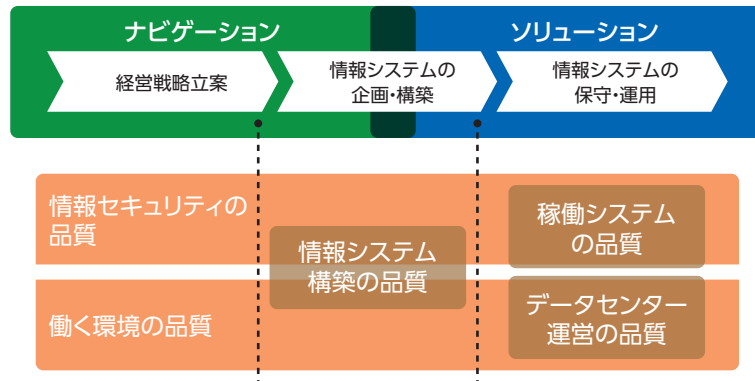 ナビゲーション
ソリューション
経営戦略立案
情報システムの
企画・構築
情報システムの
保守・運用
情報セキュリティの
品質
情報システム
構築の品質
稼働システム
の品質
働く環境の品質
データセンター
運営の品質